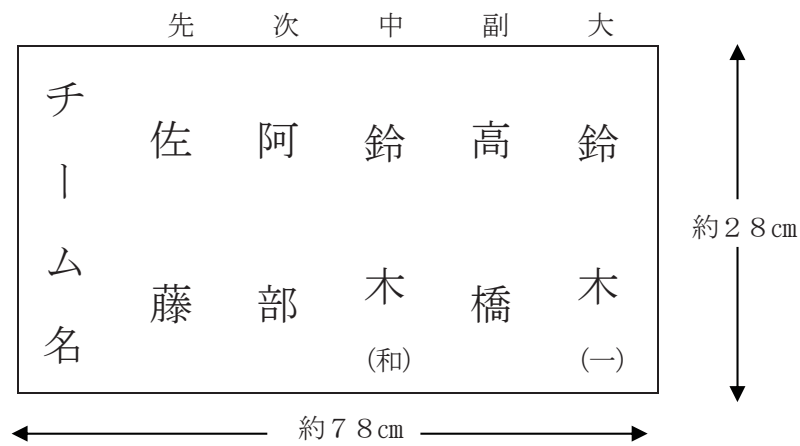 先 次 中 副 大
チーム名
佐藤
阿部
鈴木
(和)
高橋
鈴木
(一)
約28㎝
約78㎝